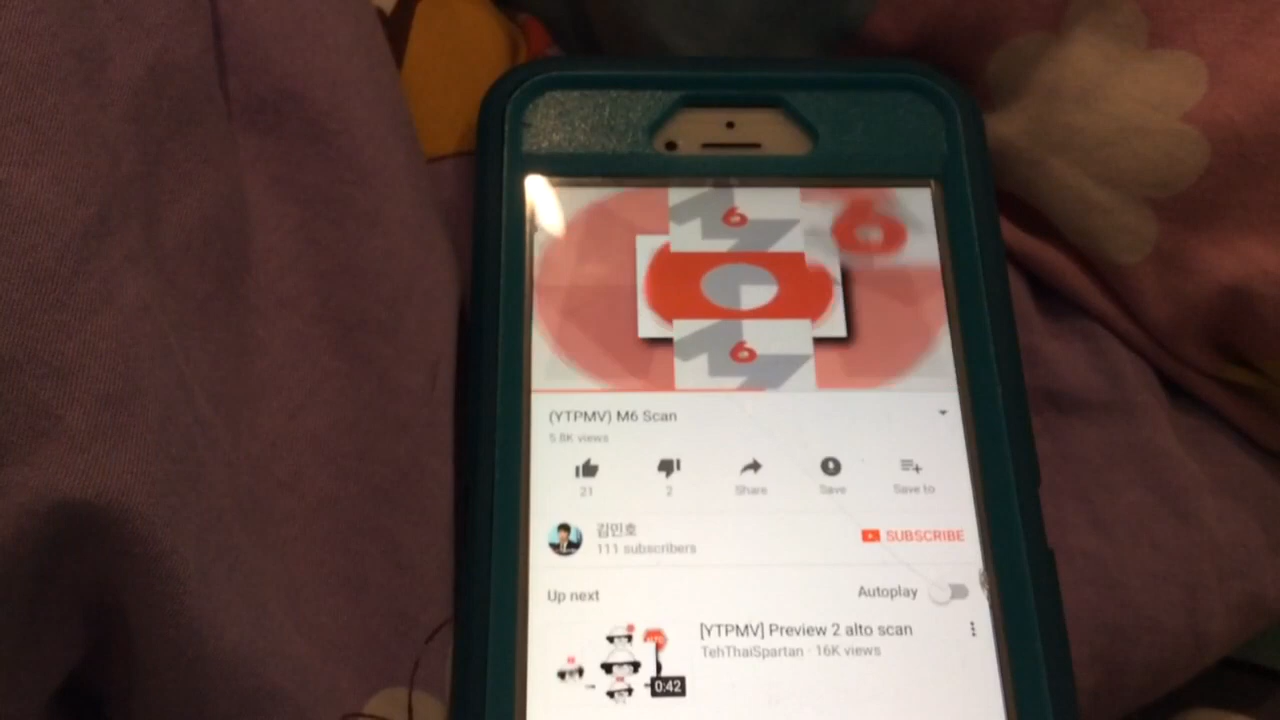 6
6
6
(YTPMV) M6 Scan
5.8K views
21
2
Share
Save
Save to
김민호
111 subscribers
SUBSCRIBE
Up next
Autoplay
[YTPMV] Preview 2 alto scan
TehThaiSpartan · 16K views
0:42